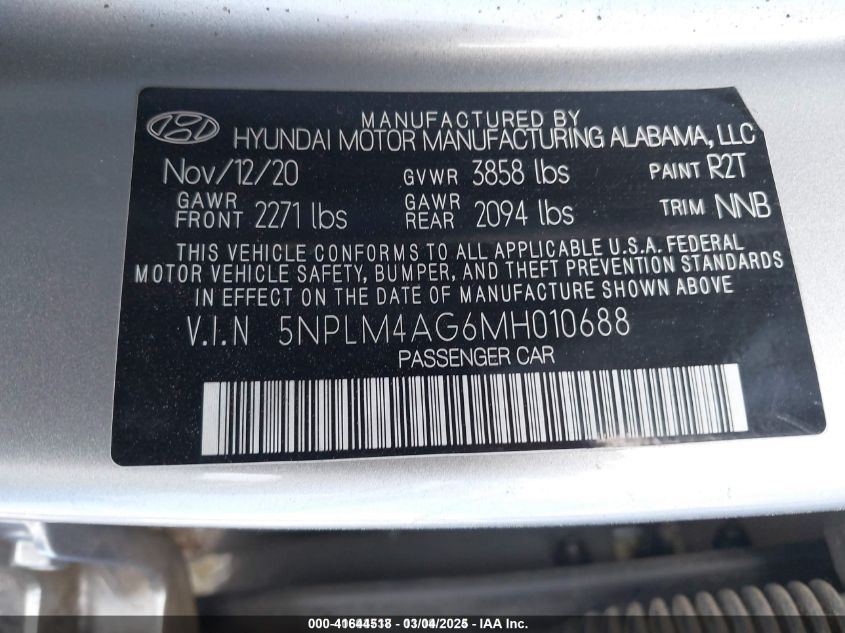 MANUFACTURED BY
HYUNDAI MOTOR MANUFACTURING ALABAMA, LLC
Nov/12/20 GVWR 3858 lbs PAINT R2T
GAWR FRONT 2271 lbs GAWR REAR 2094 lbs TRIM NNB
THIS VEHICLE CONFORMS TO ALL APPLICABLE U.S.A. FEDERAL
MOTOR VEHICLE SAFETY, BUMPER, AND THEFT PREVENTION STANDARDS
IN EFFECT ON THE DATE OF MANUFACTURE SHOWN ABOVE
V.I.N 5NPLM4AG6MH010688
PASSENGER CAR
000-41644518 - 03/04/2025 - IAA Inc.